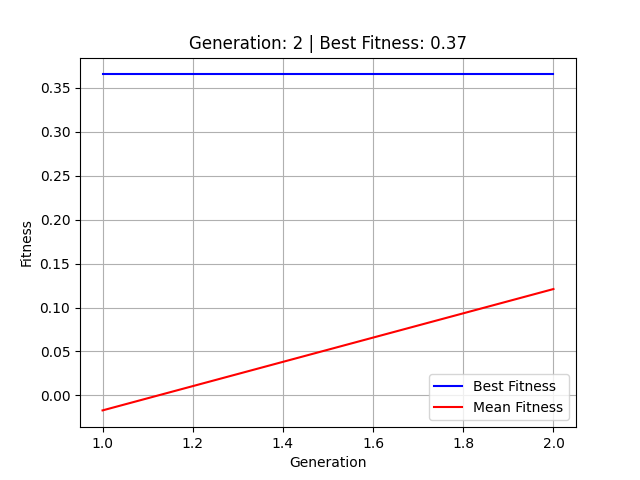 Generation: 2 | Best Fitness: 0.37
Fitness
0.35
0.30
0.25
0.20
0.15
0.10
0.05
0.00
Best Fitness
Mean Fitness
1.0 1.2 1.4 1.6 1.8 2.0
Generation